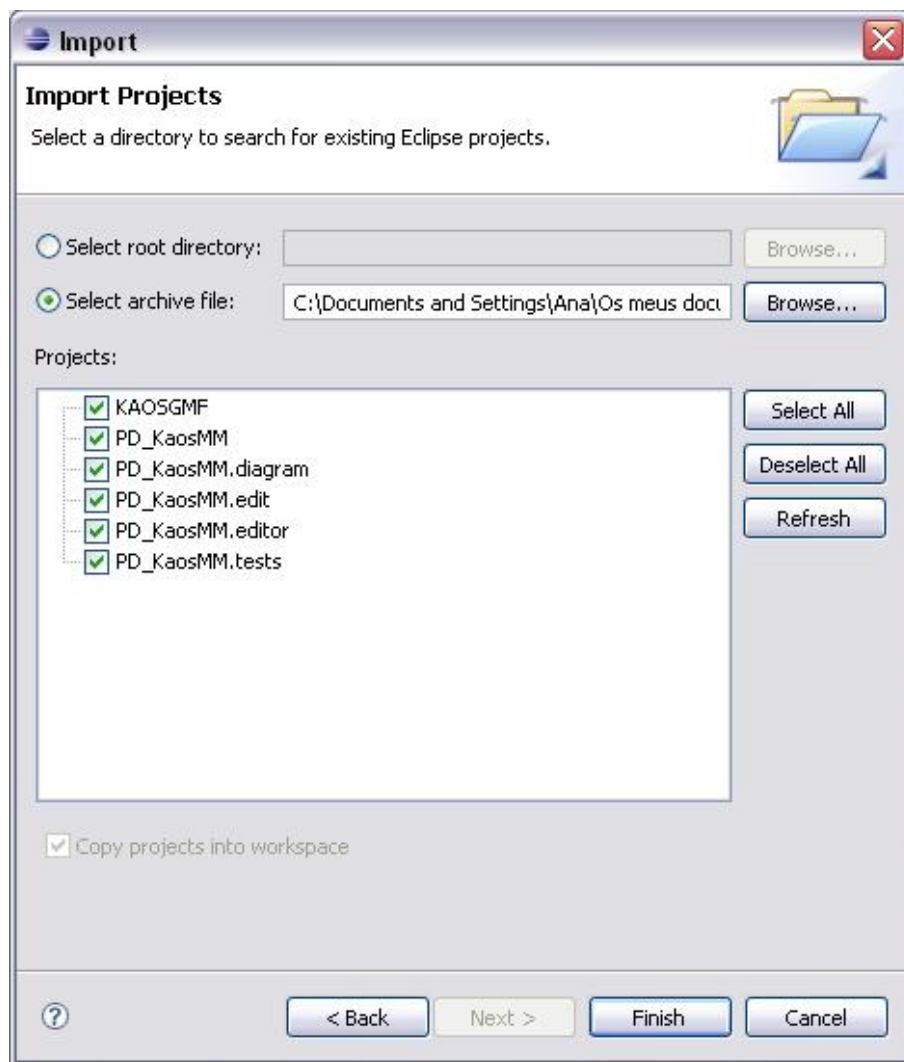 Import
Import Projects
Select a directory to search for existing Eclipse projects.
Select root directory: Browse...
Select archive file: C:\Documents and Settings\Ana\Os meus docu Browse...
Projects:
KAOSGMF
PD_KaosMM
PD_KaosMM.diagram
PD_KaosMM.edit
PD_KaosMM.editor
PD_KaosMM.tests
Select All
Deselect All
Refresh
Copy projects into workspace
? < Back Next > Finish Cancel